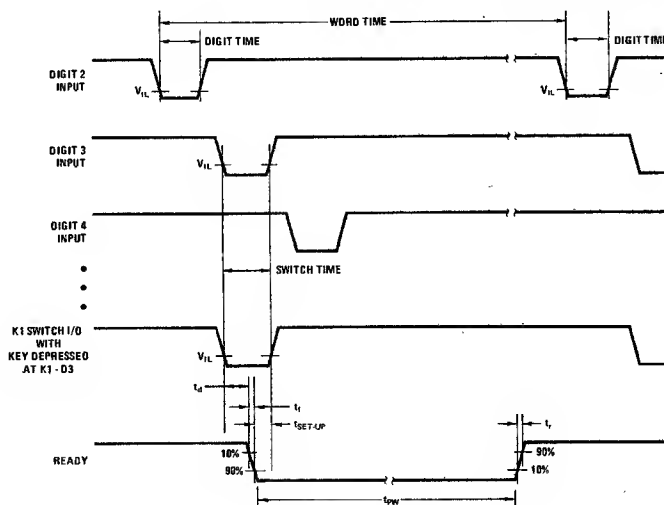 WORD TIME
DIGIT TIME
DIGIT TIME
DIGIT 2
INPUT
VIL
VIL
DIGIT 3
INPUT
VIL
DIGIT 4
INPUT
SWITCH TIME
K1 SWITCH I/O
WITH
KEY DEPRESSED
AT K1 - D3
VIL
td
tf
tSET-UP
tr
READY
10%
90%
90%
10%
tPW